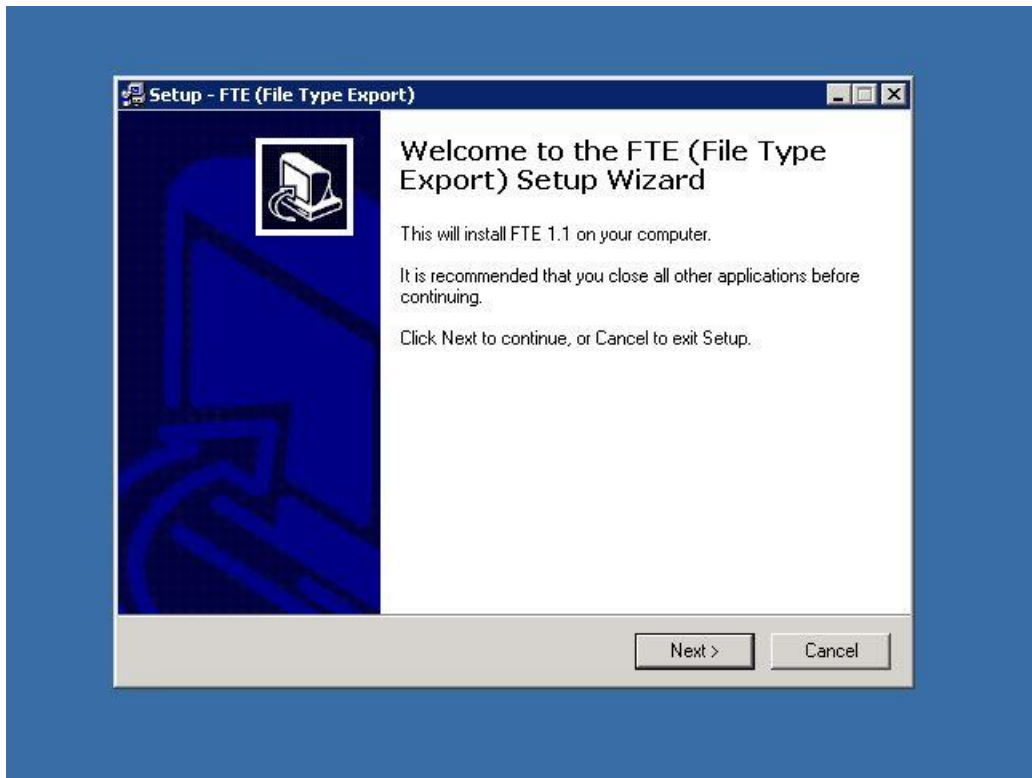 Setup - FTE (File Type Export)
Welcome to the FTE (File Type
Export) Setup Wizard
This will install FTE 1.1 on your computer.
It is recommended that you close all other applications before
continuing.
Click Next to continue, or Cancel to exit Setup.
Next >
Cancel